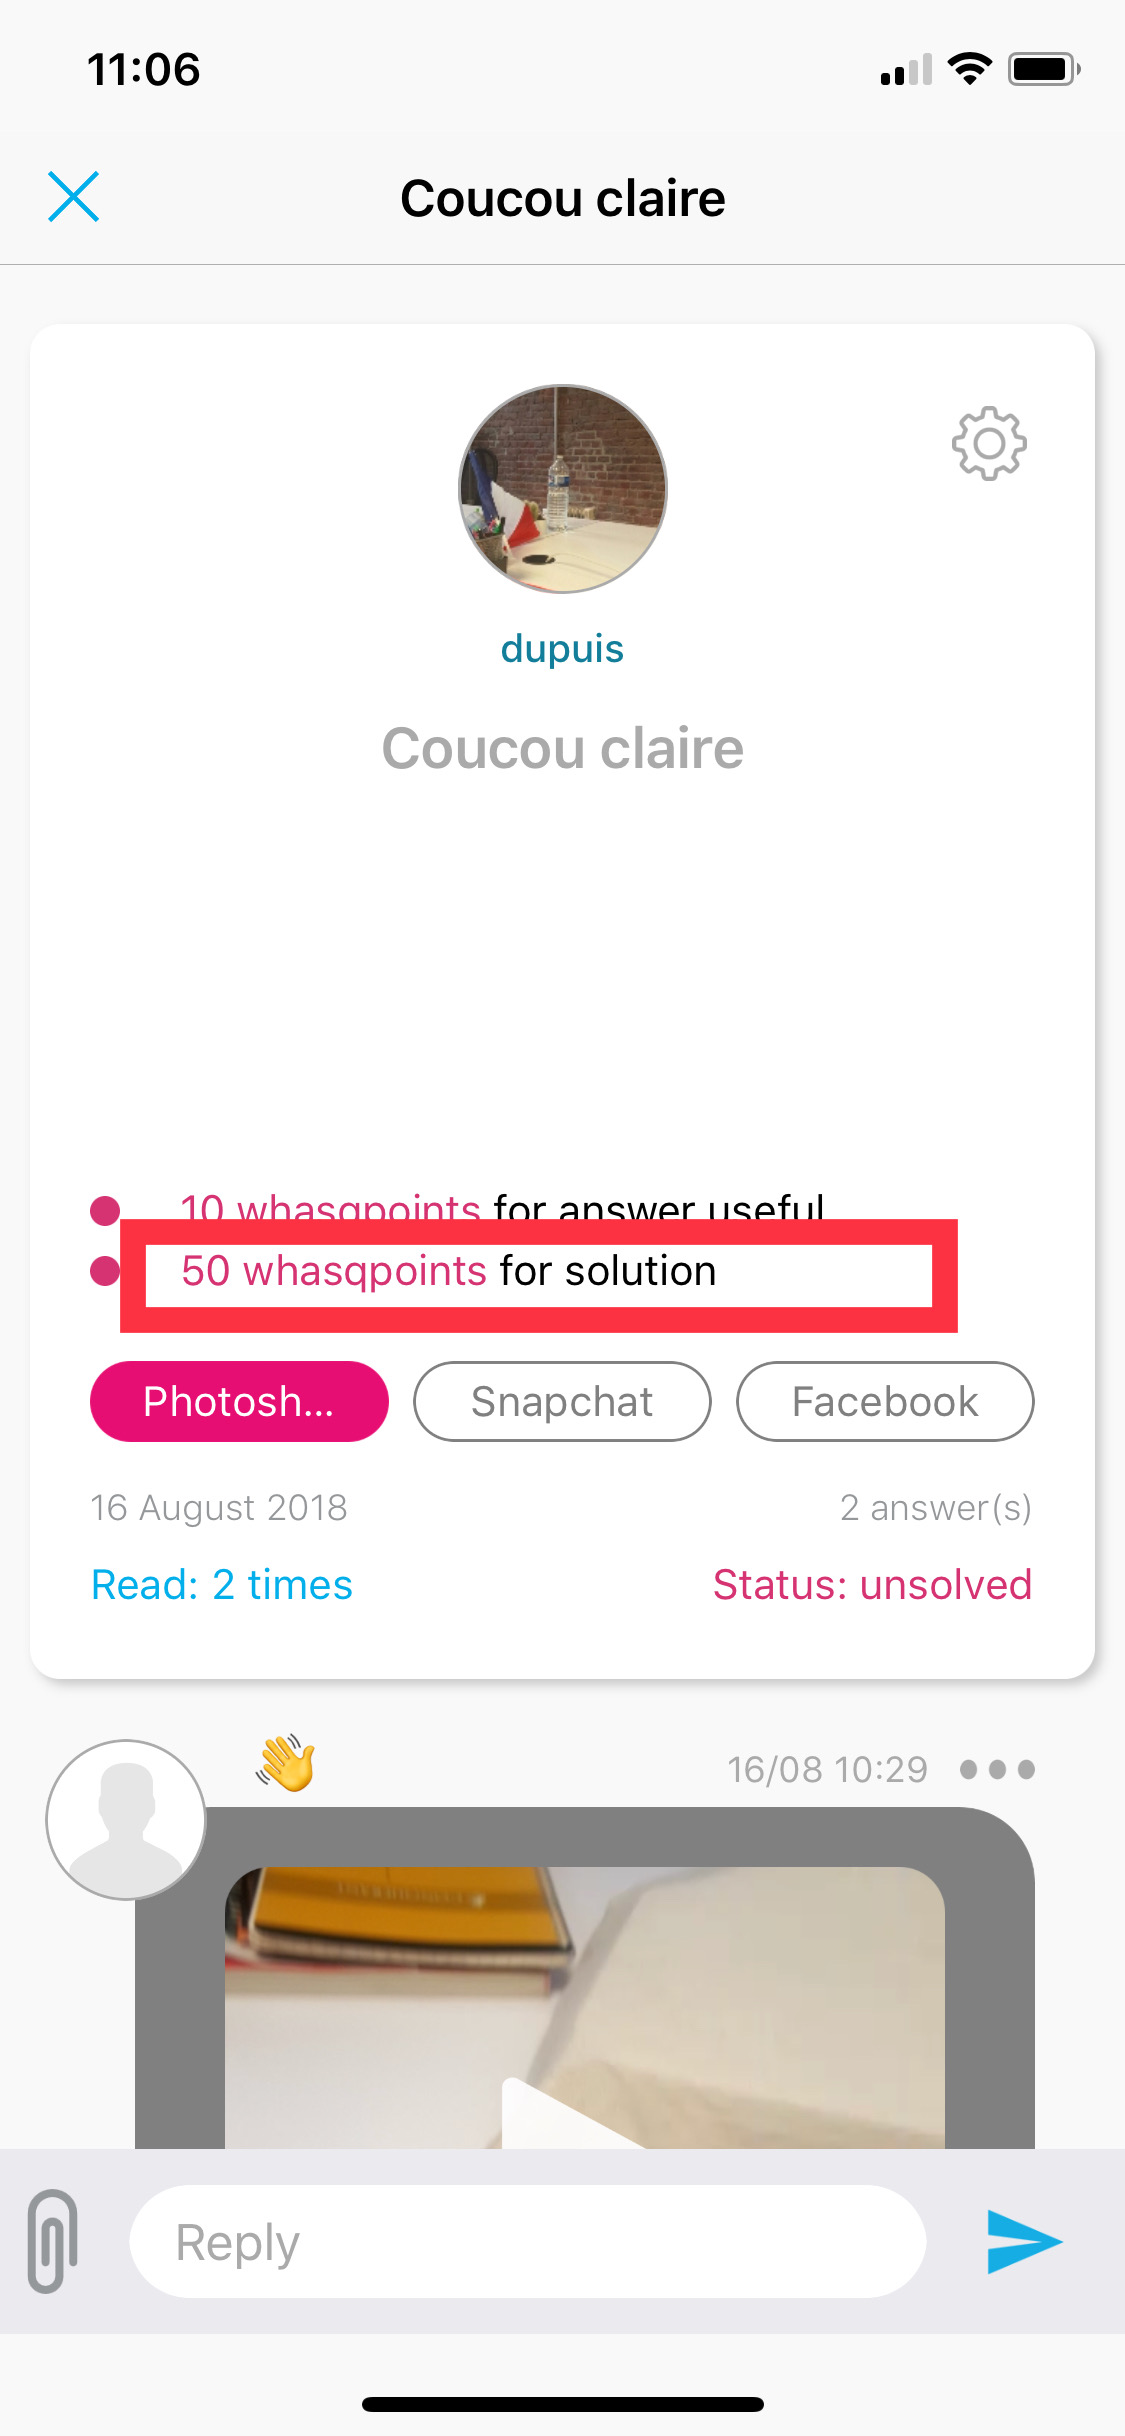 11:06
Coucou claire
dupuis
Coucou claire
10 whasqpoints for answer useful
50 whasqpoints for solution
Photosh... Snapchat Facebook
16 August 2018 2 answer(s)
Read: 2 times Status: unsolved
👋 16/08 10:29
Reply